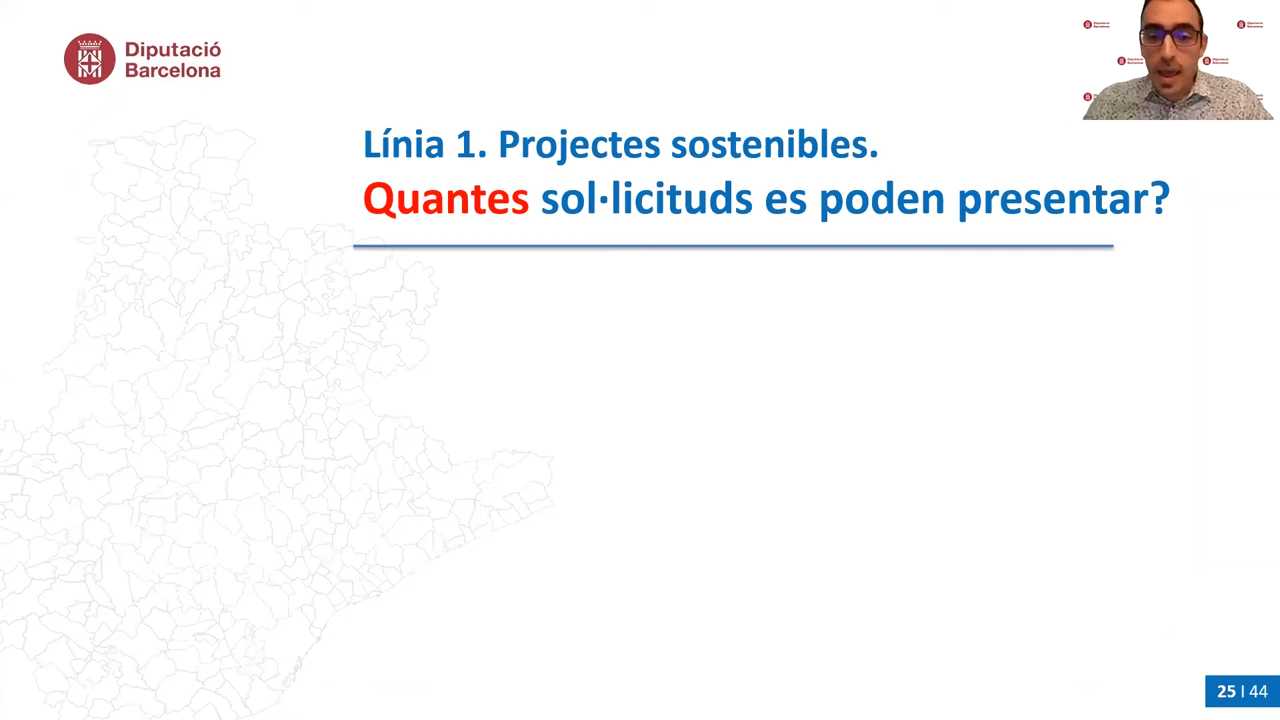 Diputació
Barcelona
Línia 1. Projectes sostenibles.
Quantes sol·licituds es poden presentar?
25 I 44